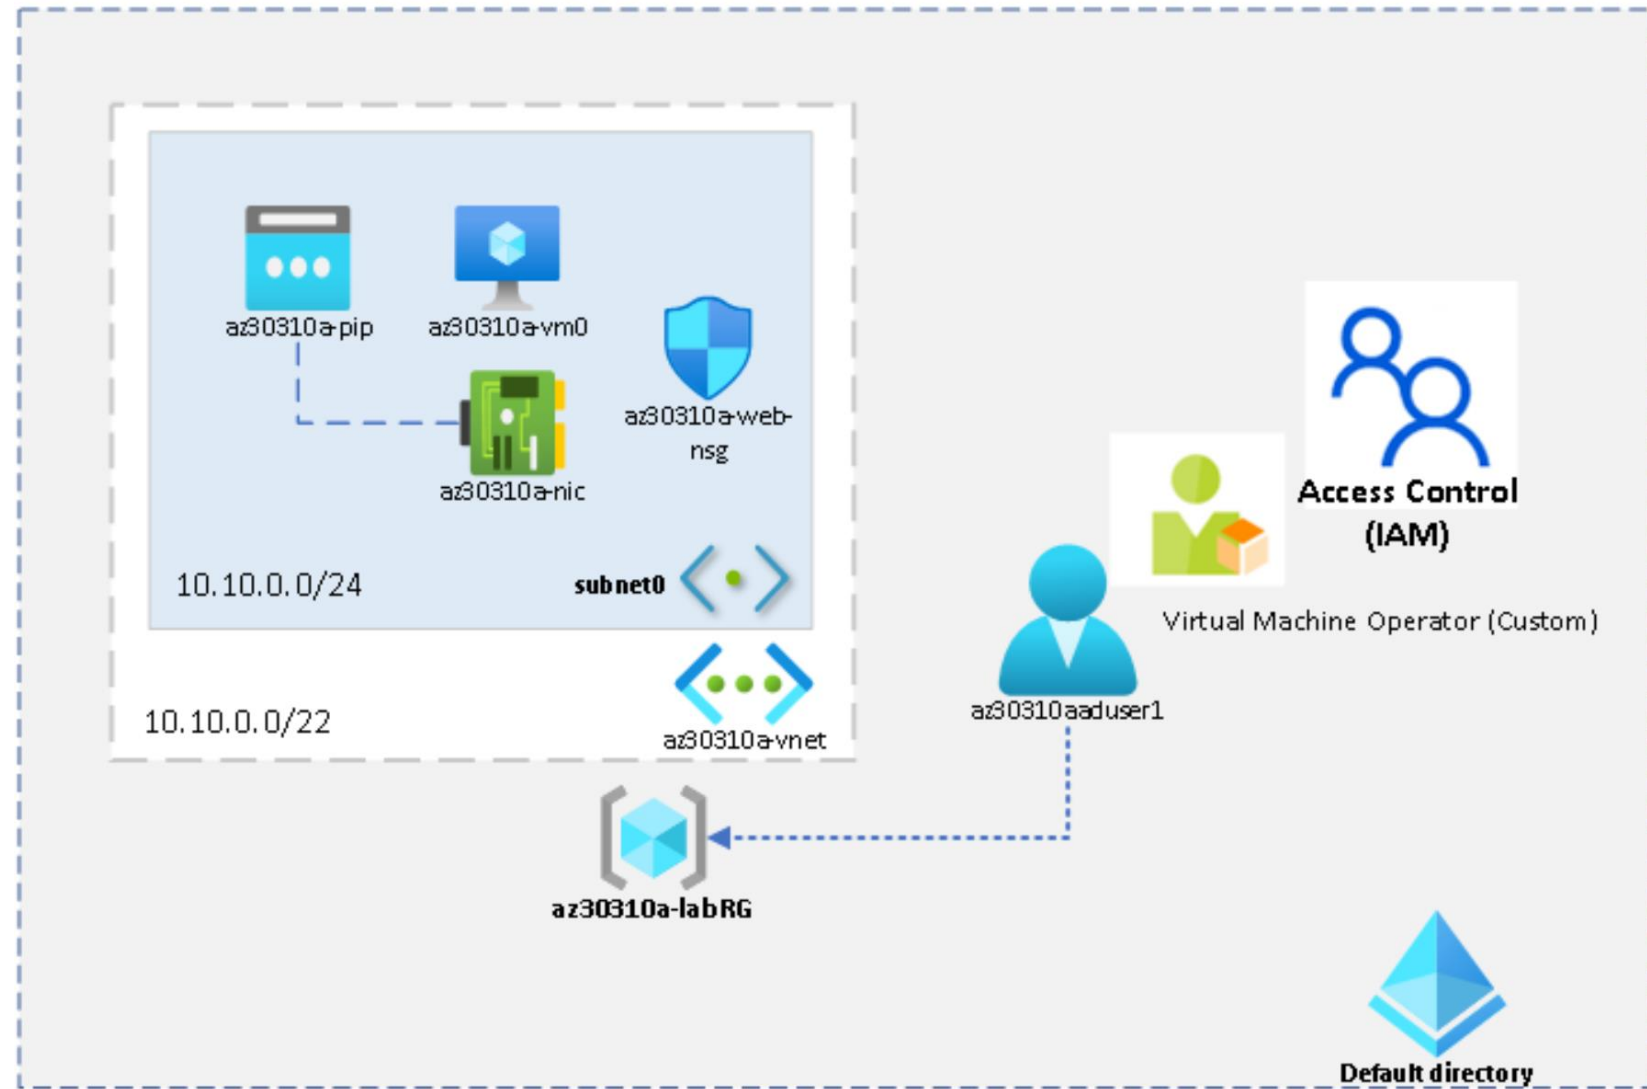 az30310a-pip
az30310a-vm0
az30310a-web-
nsg
az30310a-nic
10.10.0.0/24
subnet0
10.10.0.0/22
az30310a-vnet
az30310a-labRG
Access Control
(IAM)
Virtual Machine Operator (Custom)
az30310aaduser1
Default directory